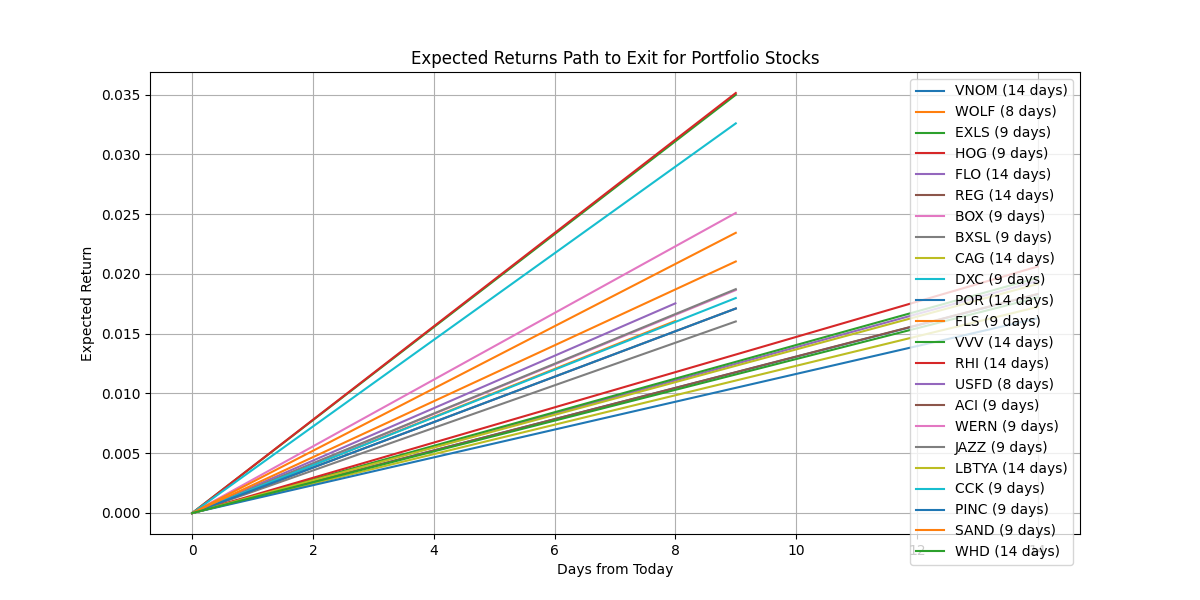 Expected Returns Path to Exit for Portfolio Stocks
Expected Return
0.035
0.030
0.025
0.020
0.015
0.010
0.005
0.000
0
2
4
6
8
10
12
Days from Today
VNOM (14 days)
WOLF (8 days)
EXLS (9 days)
HOG (9 days)
FLO (14 days)
REG (14 days)
BOX (9 days)
BXSL (9 days)
CAG (14 days)
DXC (9 days)
POR (14 days)
FLS (9 days)
VVV (14 days)
RHI (14 days)
USFD (8 days)
ACI (9 days)
WERN (9 days)
JAZZ (9 days)
LBTYA (14 days)
CCK (9 days)
PINC (9 days)
SAND (9 days)
WHD (14 days)